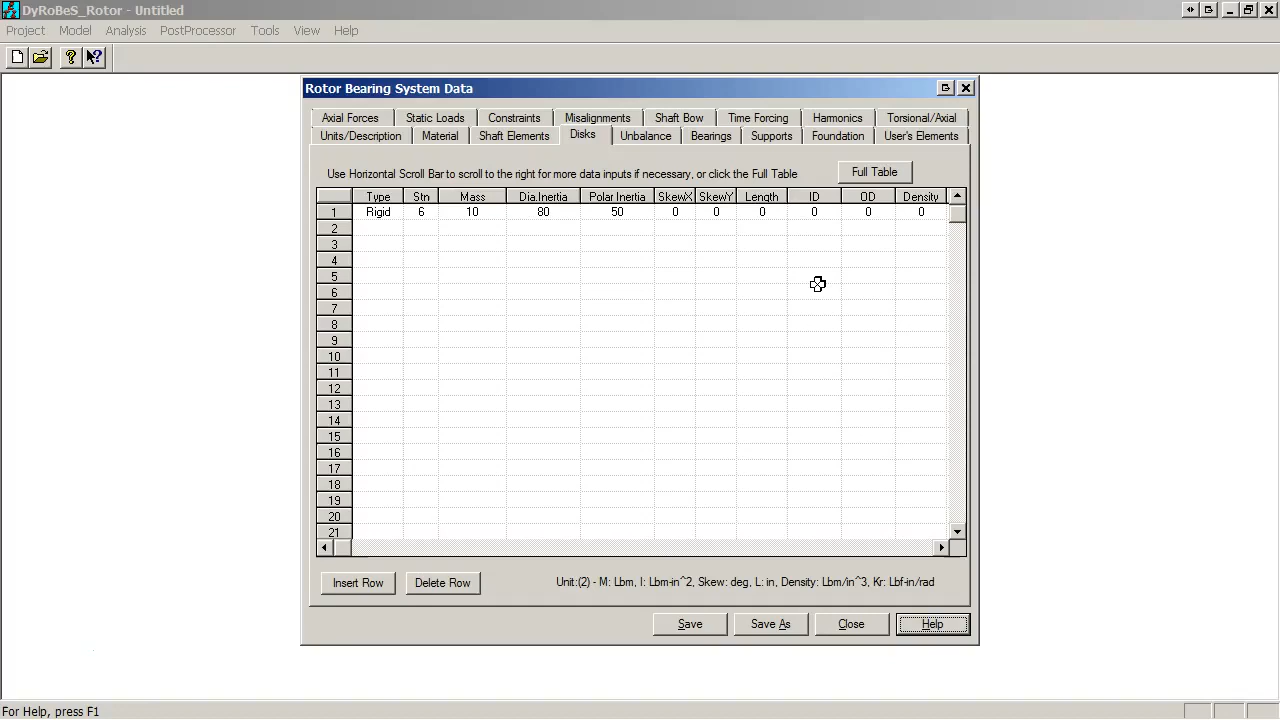 DyRoBeS_Rotor - Untitled
Project Model Analysis PostProcessor Tools View Help
Rotor Bearing System Data
Axial Forces Static Loads Constraints Misalignments Shaft Bow Time Forcing Harmonics Torsional/Axial
Units/Description Material Shaft Elements Disks Unbalance Bearings Supports Foundation User's Elements
Use Horizontal Scroll Bar to scroll to the right for more data inputs if necessary, or click the Full Table
Full Table
Type Stn Mass Dia.Inertia Polar.Inertia SkewX SkewY Length ID OD Density
1 Rigid 6 10 80 50 0 0 0 0 0 0
2
3
4
5
6
7
8
9
10
11
12
13
14
15
16
17
18
19
20
21
Insert Row Delete Row Unit:(2) - M: Lbm, I: Lbm-in^2, Skew: deg, L: in, Density: Lbm/in^3, Kr: Lbf-in/rad
Save Save As Close Help
For Help, press F1